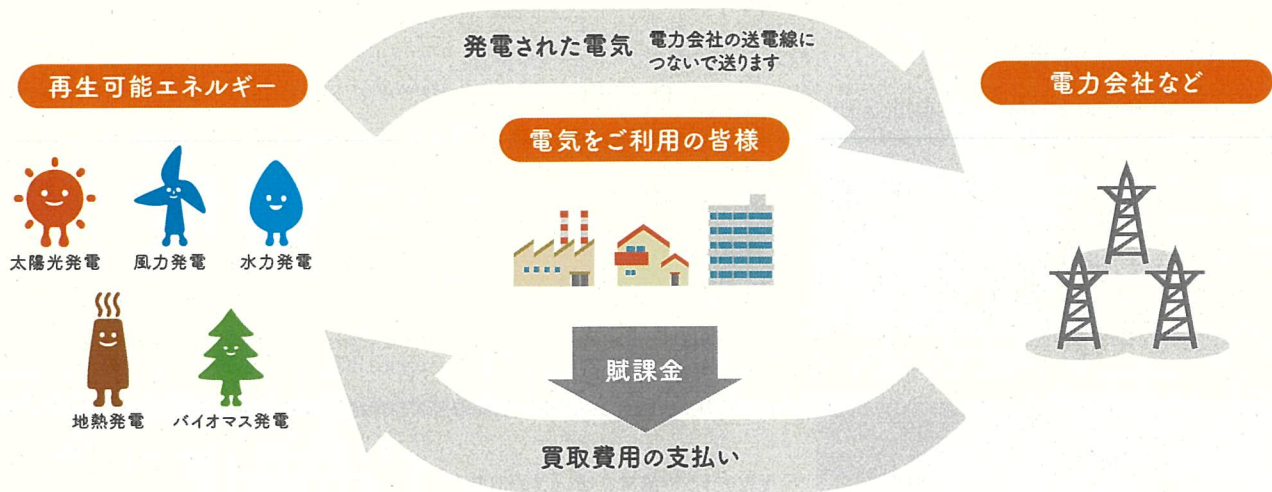 発電された電気
電力会社の送電線に
つないで送ります
再生可能エネルギー
電力会社など
電気をご利用の皆様
太陽光発電
風力発電
水力発電
地熱発電
バイオマス発電
賦課金
買取費用の支払い